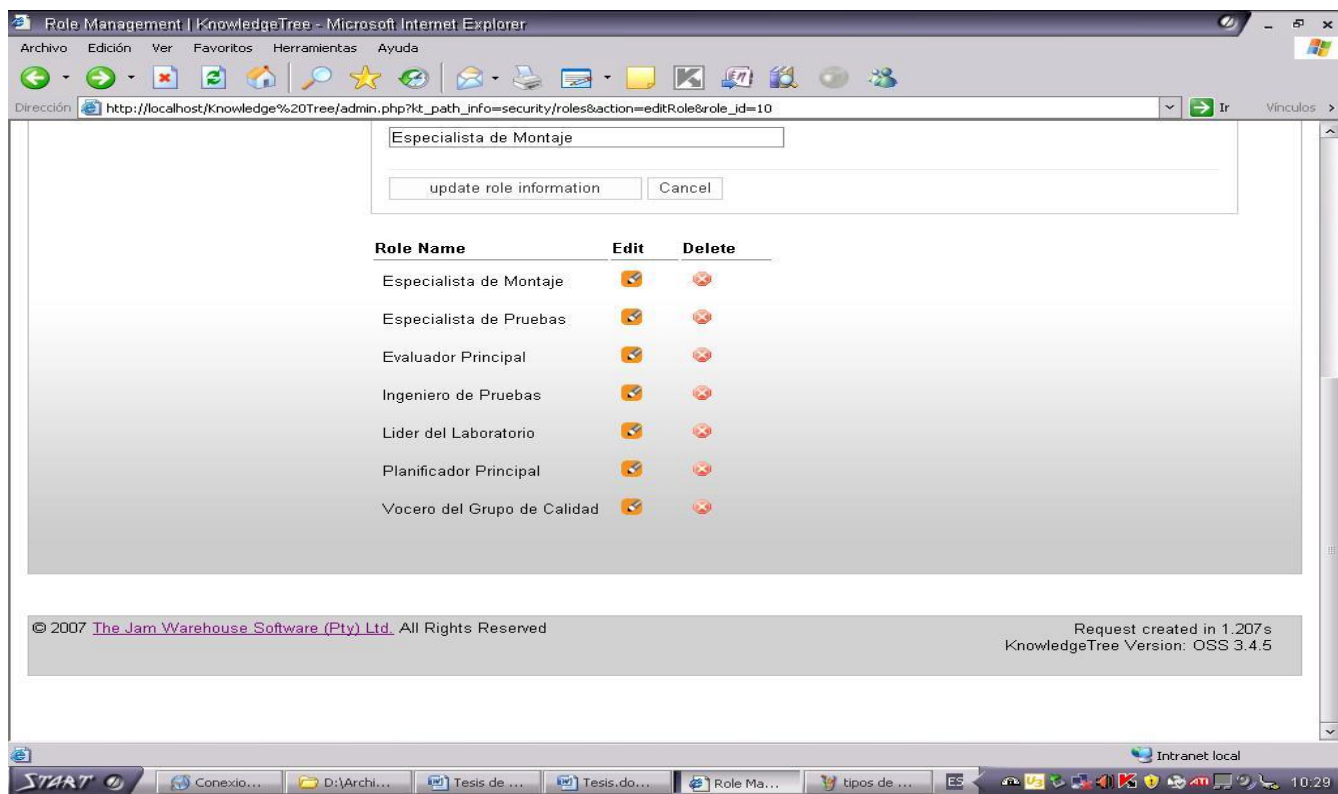 Role Management | KnowledgeTree - Microsoft Internet Explorer
Archivo Edición Ver Favoritos Herramientas Ayuda
Dirección http://localhost/Knowledge%20Tree/admin.php?kt_path_info=security/roles&action=editRole&role_id=10 Ir Vínculos
Especialista de Montaje
update role information Cancel
Role Name Edit Delete
Especialista de Montaje
Especialista de Pruebas
Evaluador Principal
Ingeniero de Pruebas
Lider del Laboratorio
Planificador Principal
Vocero del Grupo de Calidad
© 2007 The Jam Warehouse Software (Pty) Ltd. All Rights Reserved
Request created in 1.207s
KnowledgeTree Version: OSS 3.4.5
Intranet local
START Conexio... D:\Archi... Tesis de ... Tesis.do... Role Ma... tipos de ... ES 10:29